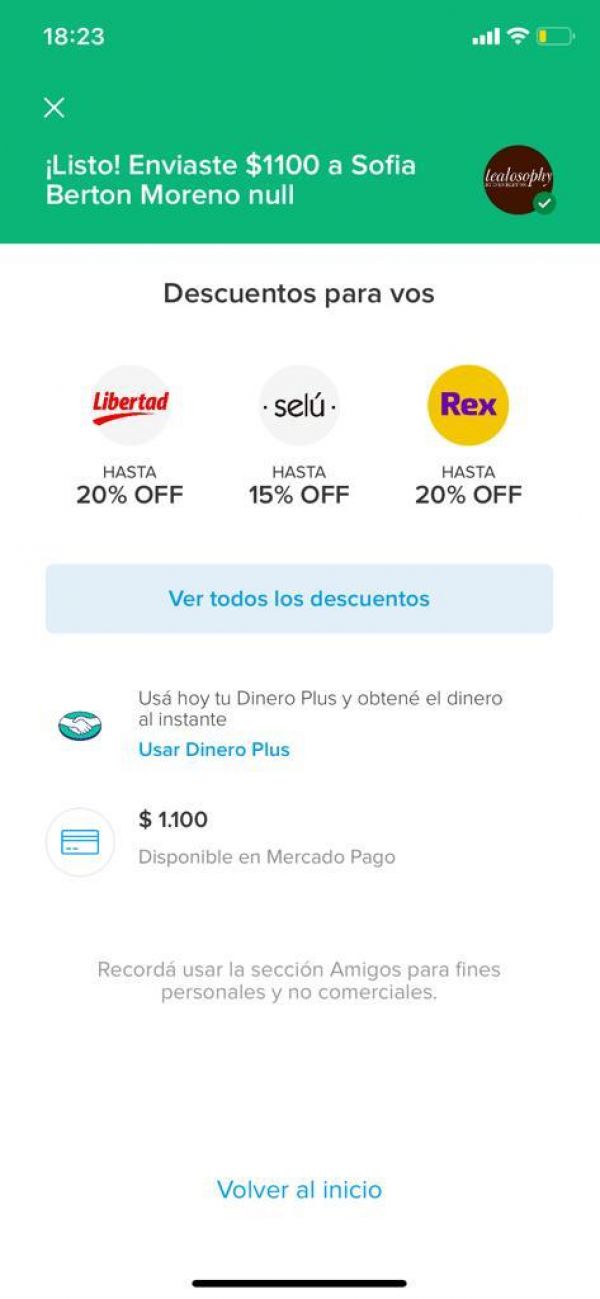 18:23
¡Listo! Enviaste $1100 a Sofia
Berton Moreno null
lealosophy
Descuentos para vos
Libertad
· selú ·
Rex
HASTA
20% OFF
HASTA
15% OFF
HASTA
20% OFF
Ver todos los descuentos
Usá hoy tu Dinero Plus y obtené el dinero
al instante
Usar Dinero Plus
$ 1.100
Disponible en Mercado Pago
Recordá usar la sección Amigos para fines
personales y no comerciales.
Volver al inicio